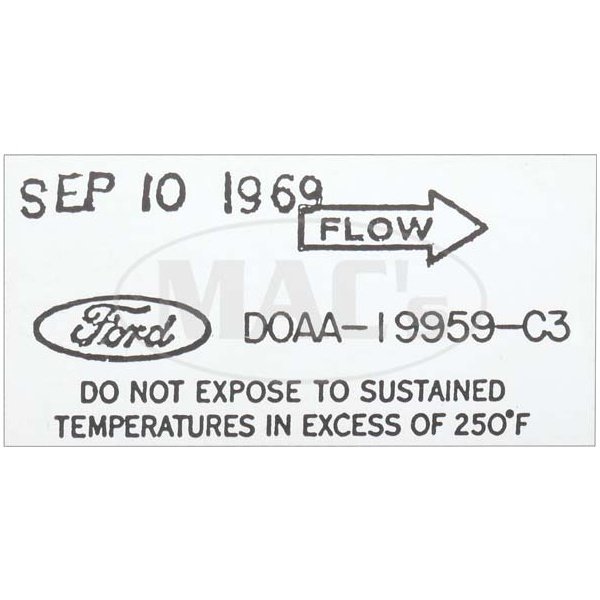 SEP 10 1969
FLOW
MAC's
Ford DOAA-19959-C3
DO NOT EXPOSE TO SUSTAINED
TEMPERATURES IN EXCESS OF 250°F